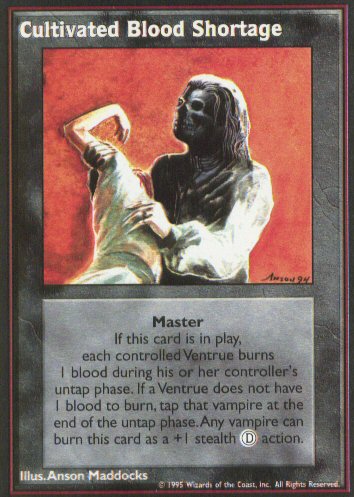 Cultivated Blood Shortage
Anson 94
Master
If this card is in play,
each controlled Ventrue burns
1 blood during his or her controller's
untap phase. If a Ventrue does not have
1 blood to burn, tap that vampire at the
end of the untap phase. Any vampire can
burn this card as a +1 stealth Ⓓ action.
Illus. Anson Maddocks
© 1995 Wizards of the Coast, Inc. All Rights Reserved.